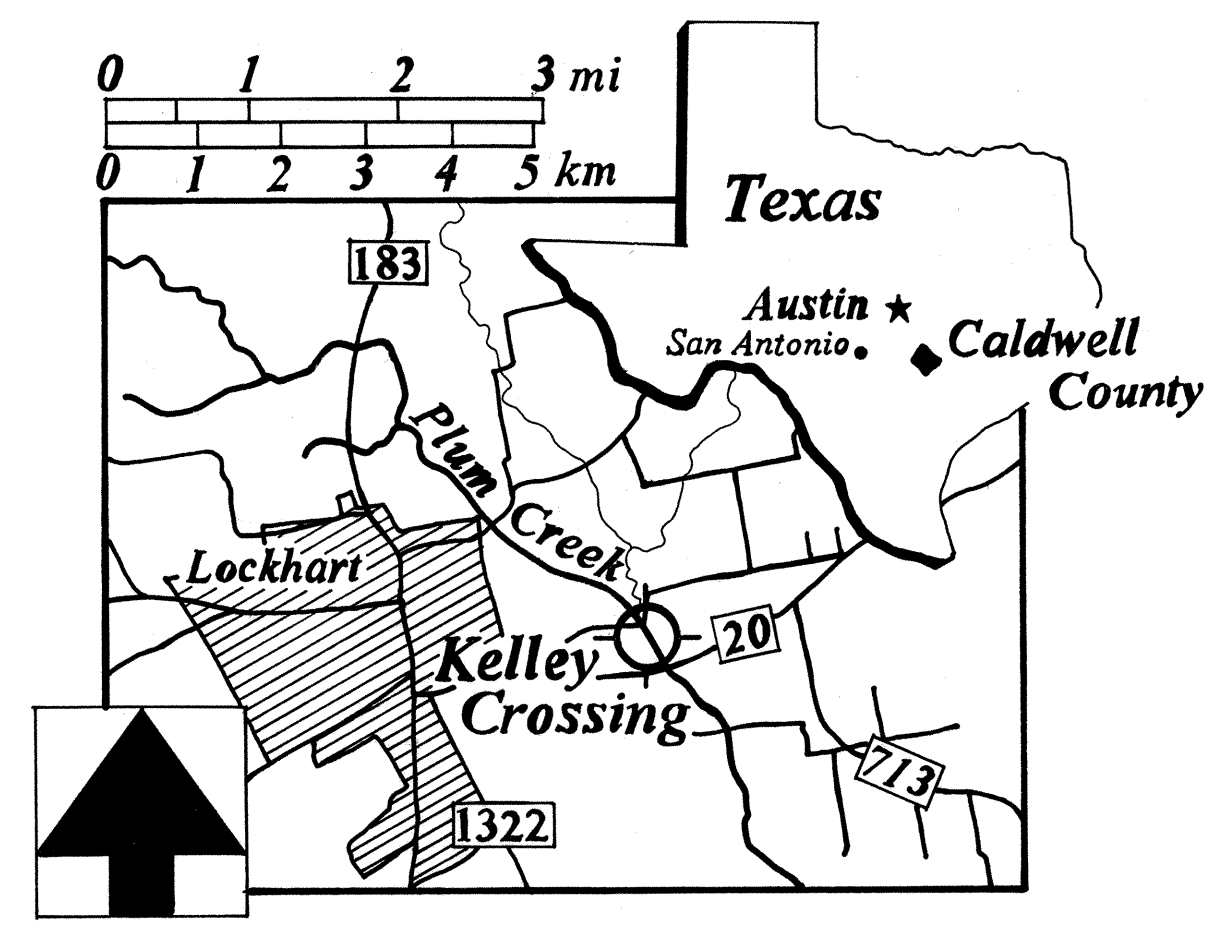 0 1 2 3 mi
0 1 2 3 4 5 km
Texas
183
Austin
San Antonio
Caldwell
County
Plum
Creek
Lockhart
20
Kelley
Crossing
713
1322